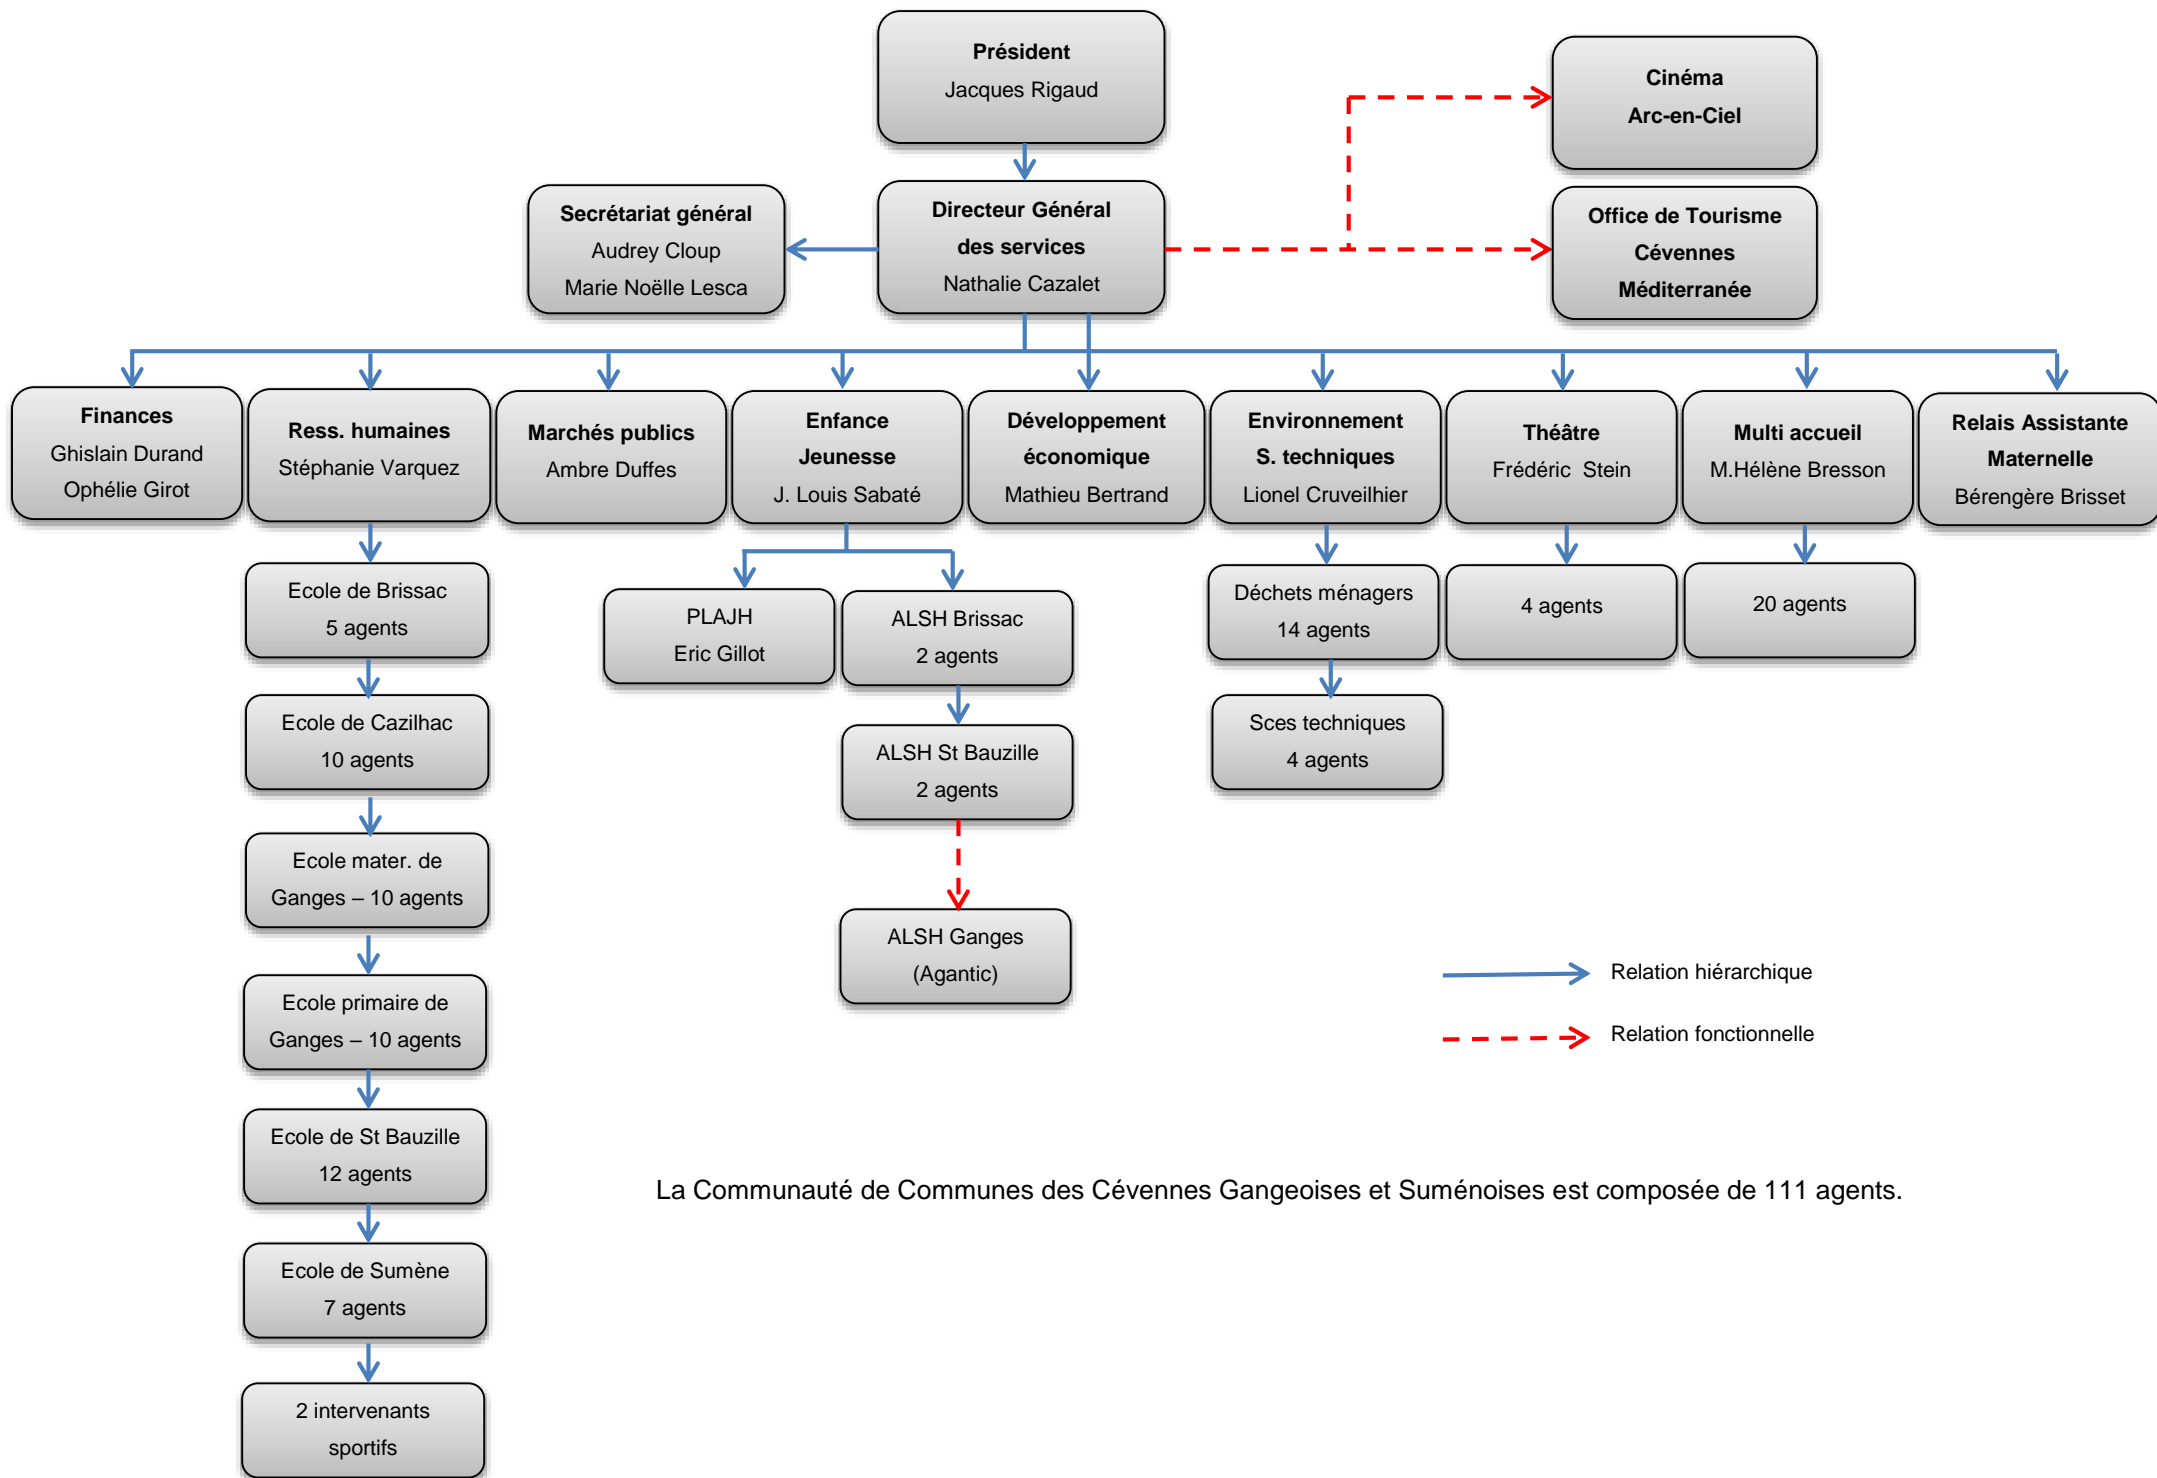 Président
Jacques Rigaud
Cinéma
Arc-en-Ciel
Secrétariat général
Audrey Cloup
Marie Noëlle Lesca
Directeur Général
des services
Nathalie Cazalet
Office de Tourisme
Cévennes
Méditerranée
Finances
Ghislain Durand
Ophélie Girot
Ress. humaines
Stéphanie Varquez
Marchés publics
Ambre Duffes
Enfance
Jeunesse
J. Louis Sabaté
Développement
économique
Mathieu Bertrand
Environnement
S. techniques
Lionel Cruveilhier
Théâtre
Frédéric Stein
Multi accueil
M.Hélène Bresson
Relais Assistante
Maternelle
Bérengère Brisset
Ecole de Brissac
5 agents
PLAJH
Eric Gillot
ALSH Brissac
2 agents
Déchets ménagers
14 agents
4 agents
20 agents
Ecole de Cazilhac
10 agents
ALSH St Bauzille
2 agents
Sces techniques
4 agents
Ecole mater. de
Ganges – 10 agents
ALSH Ganges
(Agantic)
Ecole primaire de
Ganges – 10 agents
Relation hiérarchique
Relation fonctionnelle
Ecole de St Bauzille
12 agents
La Communauté de Communes des Cévennes Gangeoises et Suménoises est composée de 111 agents.
Ecole de Sumène
7 agents
2 intervenants
sportifs